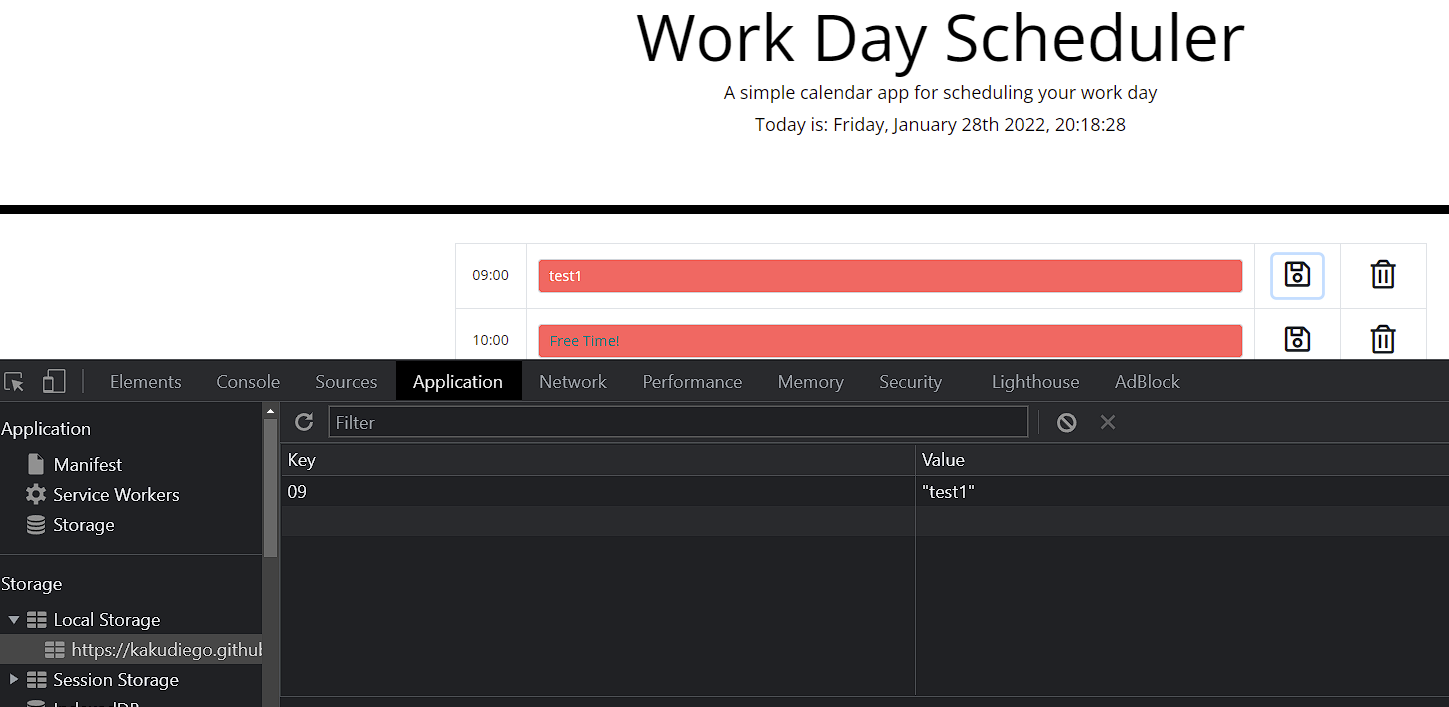 Work Day Scheduler
A simple calendar app for scheduling your work day
Today is: Friday, January 28th 2022, 20:18:28
09:00 test1
10:00 Free Time!
Elements Console Sources Application Network Performance Memory Security Lighthouse AdBlock
Application
Manifest
Service Workers
Storage
Storage
Local Storage
https://kakudiego.github
Session Storage
IndexedDB
Filter
Key Value
09 "test1"